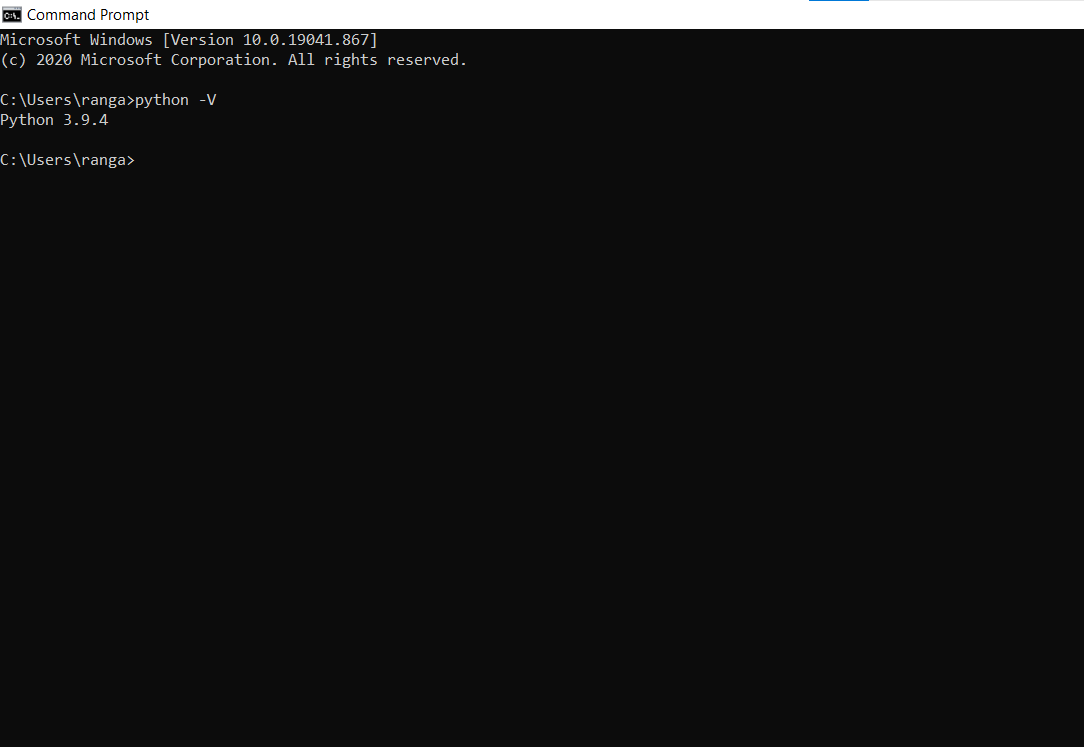 Command Prompt
Microsoft Windows [Version 10.0.19041.867]
(c) 2020 Microsoft Corporation. All rights reserved.
C:\Users\ranga>python -V
Python 3.9.4
C:\Users\ranga>